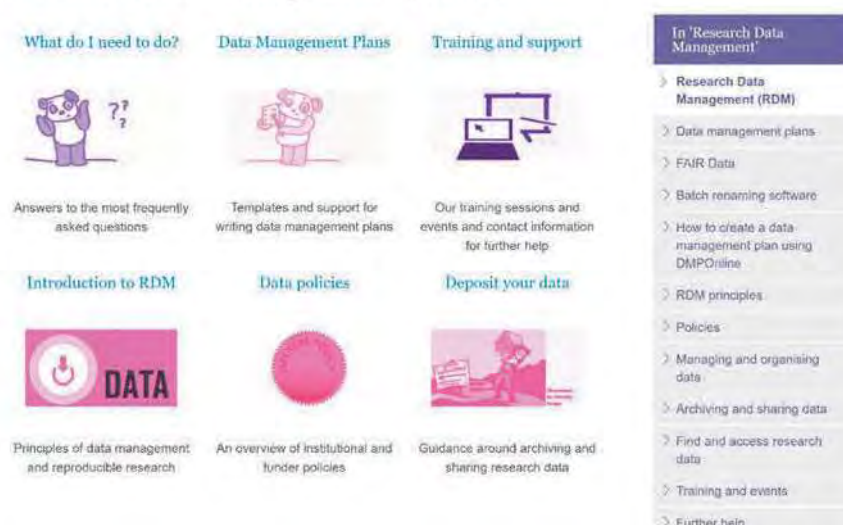 What do I need to do?
Data Management Plans
Training and support
???
Answers to the most frequently
asked questions
Templates and support for
writing data management plans
Our training sessions and
events and contact information
for further help
Introduction to RDM
Data policies
Deposit your data
DATA
Principles of data management
and reproducible research
An overview of institutional and
funder policies
Guidance around archiving and
sharing research data
In 'Research Data
Management'
> Research Data
Management (RDM)
> Data management plans
> FAIR Data
> Batch renaming software
> How to create a data
management plan using
DMPOnline
> RDM principles
> Policies
> Managing and organising
data
> Archiving and sharing data
> Find and access research
data
> Training and events
> Further help